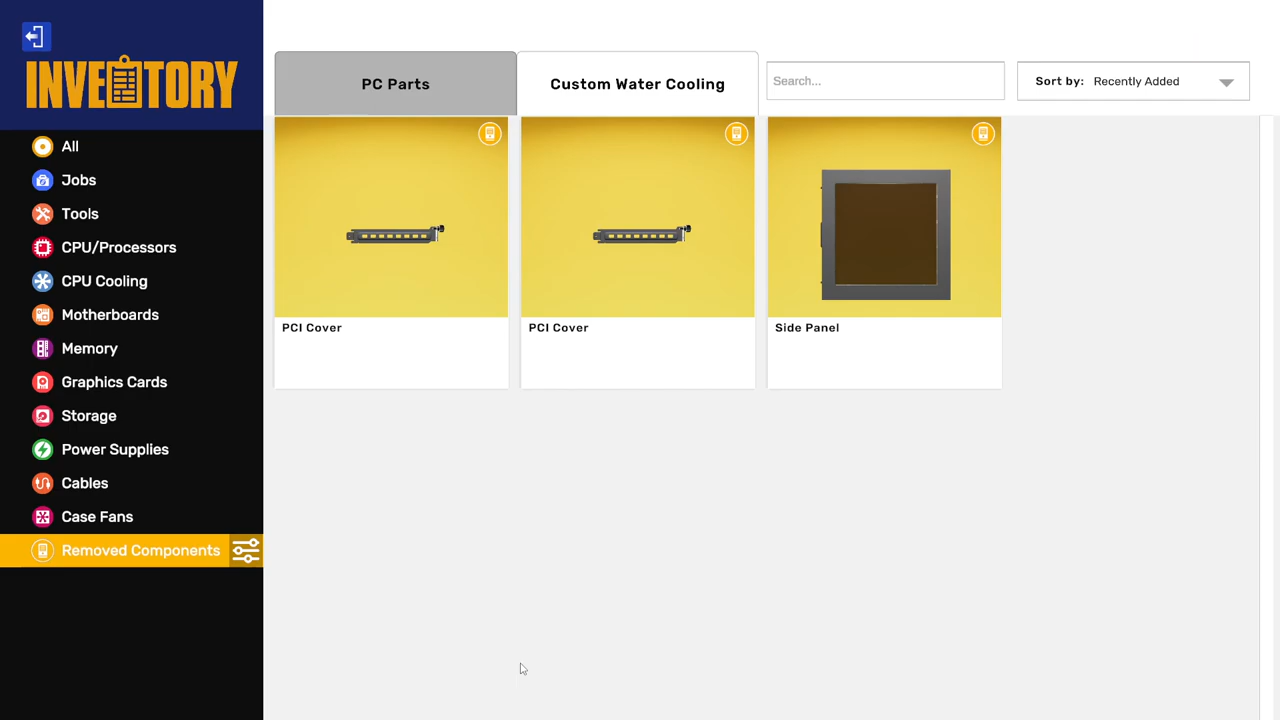 INVENTORY
PC Parts
Custom Water Cooling
Search...
Sort by: Recently Added
All
Jobs
Tools
CPU/Processors
CPU Cooling
Motherboards
Memory
Graphics Cards
Storage
Power Supplies
Cables
Case Fans
Removed Components
PCI Cover
PCI Cover
Side Panel